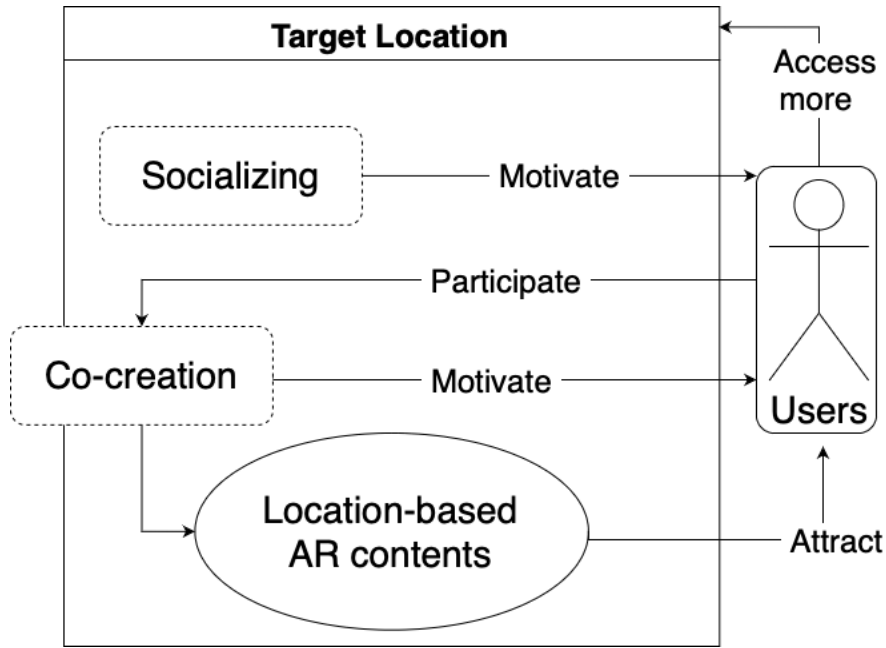 Target Location
Access
more
Socializing
Motivate
Participate
Co-creation
Motivate
Users
Location-based
AR contents
Attract